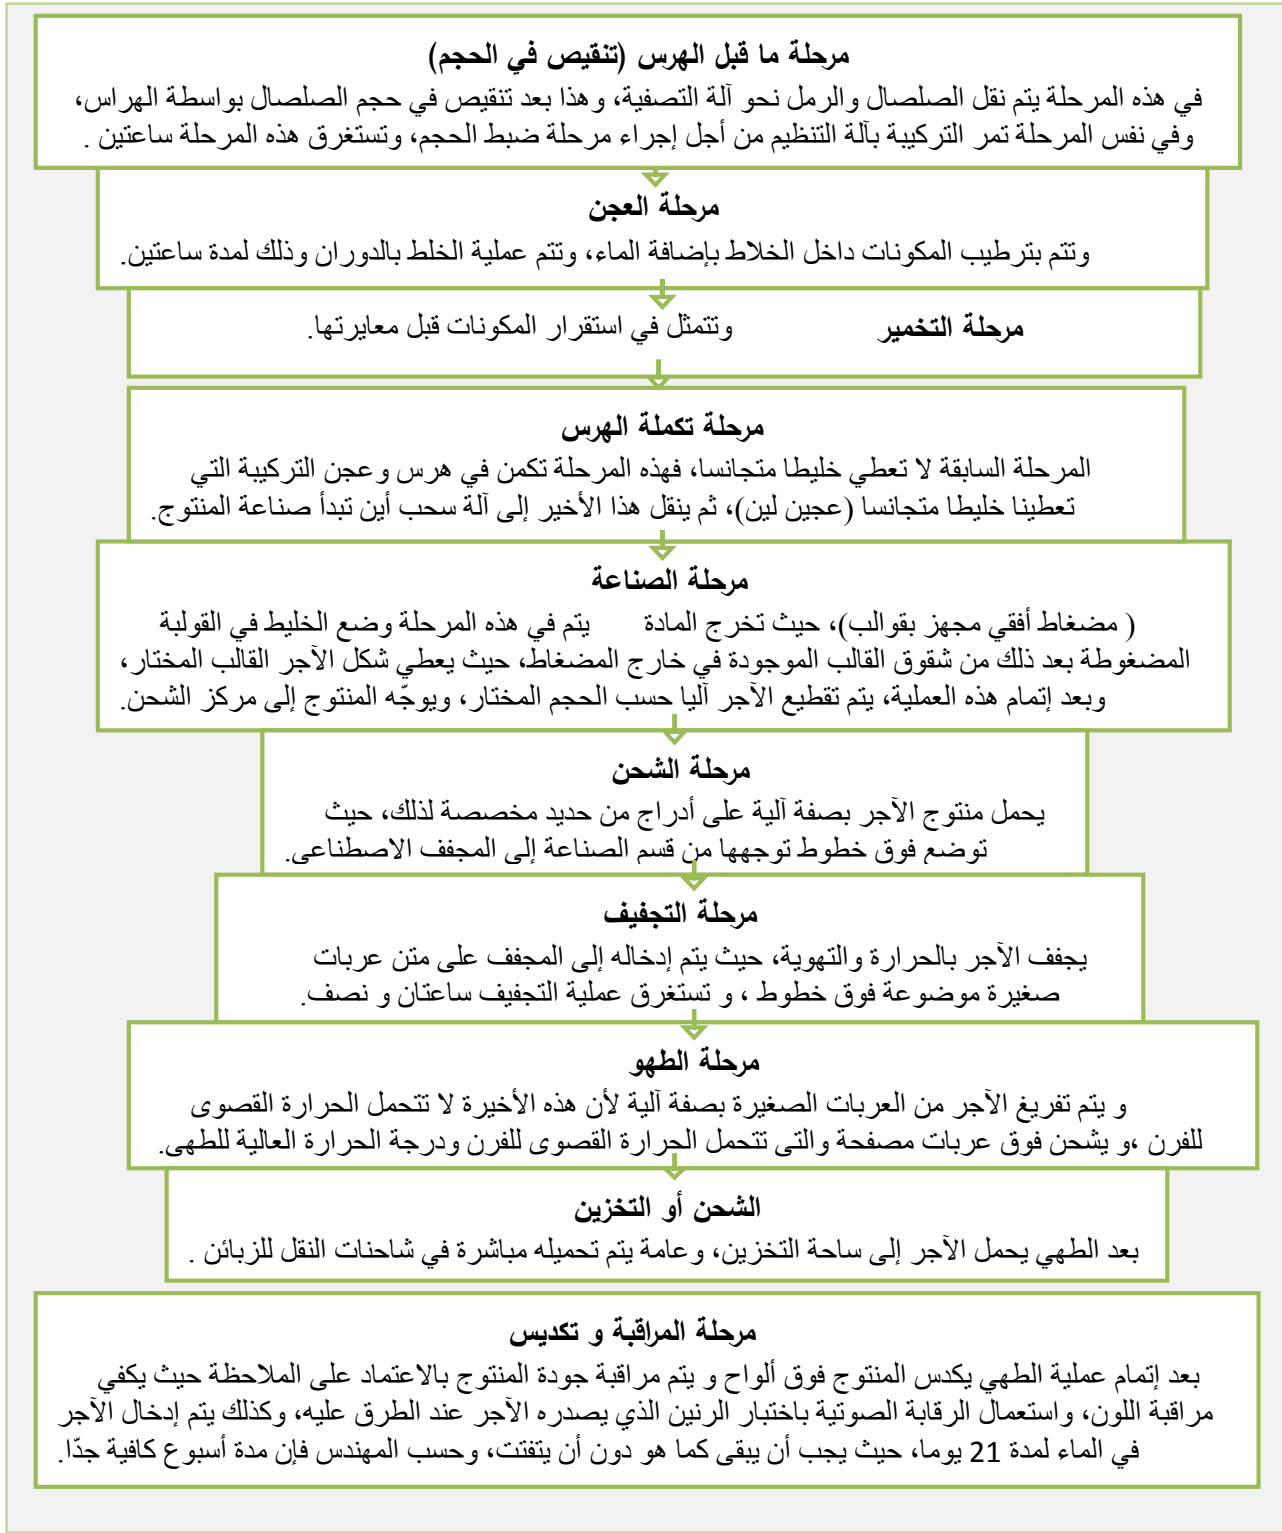 مرحلة ما قبل الهرس (تنقيص في الحجم)
في هذه المرحلة يتم نقل الصلصال والرمل نحو آلة التصفية، وهذا بعد تنقيص في حجم الصلصال بواسطة الهراس،
وفي نفس المرحلة تمر التركيبة بآلة التنظيم من أجل إجراء مرحلة ضبط الحجم، وتستغرق هذه المرحلة ساعتين .
مرحلة العجن
وتتم بترطيب المكونات داخل الخلاط بإضافة الماء، وتتم عملية الخلط بالدوران وذلك لمدة ساعتين.
مرحلة التخمير وتتمثل في استقرار المكونات قبل معايرتها.
مرحلة تكملة الهرس
المرحلة السابقة لا تعطي خليطا متجانسا، فهذه المرحلة تكمن في هرس وعجن التركيبة التي
تعطينا خليطا متجانسا (عجين لين)، ثم ينقل هذا الأخير إلى آلة سحب أين تبدأ صناعة المنتوج.
مرحلة الصناعة
( مضغاط أفقي مجهز بقوالب)، حيث تخرج المادة يتم في هذه المرحلة وضع الخليط في القولبة
المضغوطة بعد ذلك من شقوق القالب الموجودة في خارج المضغاط، حيث يعطي شكل الآجر القالب المختار،
وبعد إتمام هذه العملية، يتم تقطيع الآجر آليا حسب الحجم المختار، ويوجّه المنتوج إلى مركز الشحن.
مرحلة الشحن
يحمل منتوج الآجر بصفة آلية على أدراج من حديد مخصصة لذلك، حيث
توضع فوق خطوط توجهها من قسم الصناعة إلى المجفف الاصطناعي.
مرحلة التجفيف
يجفف الآجر بالحرارة والتهوية، حيث يتم إدخاله إلى المجفف على متن عربات
صغيرة موضوعة فوق خطوط ، و تستغرق عملية التجفيف ساعتان و نصف.
مرحلة الطهو
و يتم تفريغ الآجر من العربات الصغيرة بصفة آلية لأن هذه الأخيرة لا تتحمل الحرارة القصوى
للفرن ،و يشحن فوق عربات مصفحة والتي تتحمل الحرارة القصوى للفرن ودرجة الحرارة العالية للطهي.
الشحن أو التخزين
بعد الطهي يحمل الآجر إلى ساحة التخزين، وعامة يتم تحميله مباشرة في شاحنات النقل للزبائن .
مرحلة المراقبة و تكديس
بعد إتمام عملية الطهي يكدس المنتوج فوق ألواح و يتم مراقبة جودة المنتوج بالاعتماد على الملاحظة حيث يكفي
مراقبة اللون، واستعمال الرقابة الصوتية باختبار الرنين الذي يصدره الآجر عند الطرق عليه، وكذلك يتم إدخال الآجر
في الماء لمدة 21 يوما، حيث يجب أن يبقى كما هو دون أن يتفتت، وحسب المهندس فإن مدة أسبوع كافية جدّا.